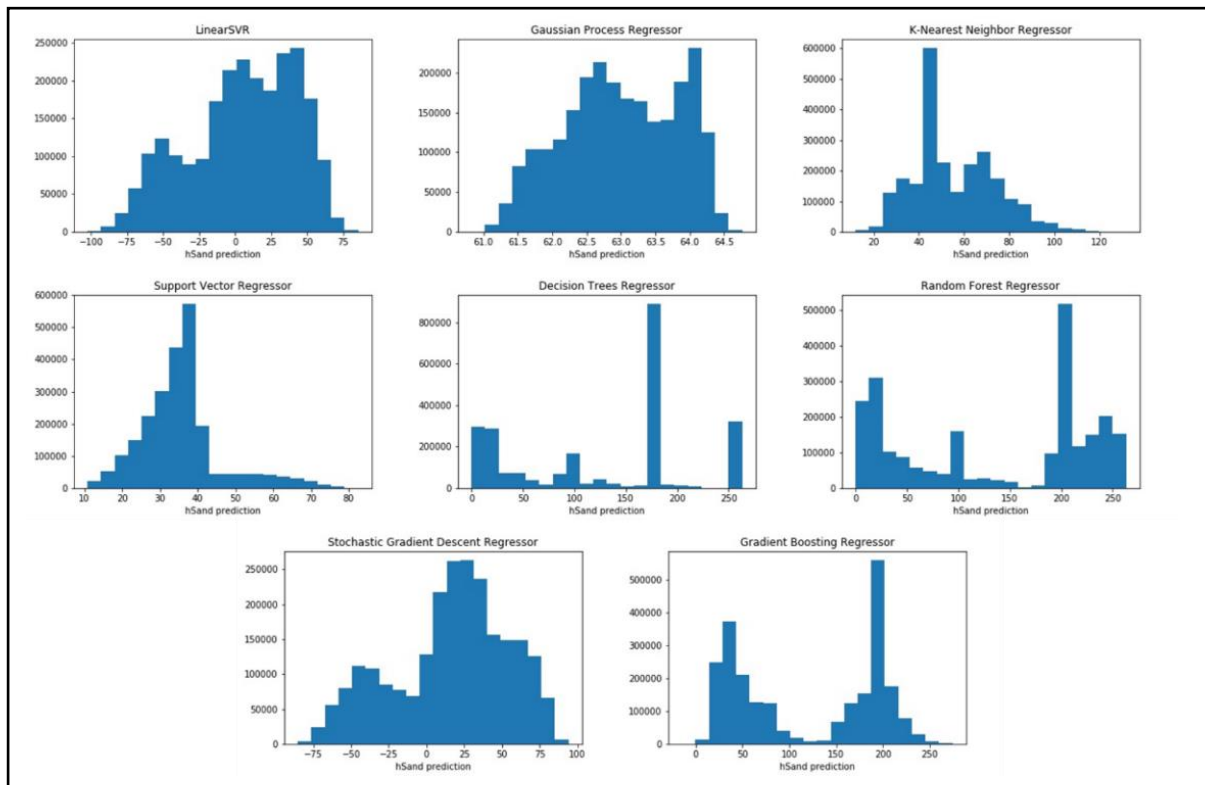 LinearSVR
250000
200000
150000
100000
50000
0
−100 −75 −50 −25 0 25 50 75
hSand prediction
Gaussian Process Regressor
200000
150000
100000
50000
0
61.0 61.5 62.0 62.5 63.0 63.5 64.0 64.5
hSand prediction
K-Nearest Neighbor Regressor
600000
500000
400000
300000
200000
100000
0
20 40 60 80 100 120
hSand prediction
Support Vector Regressor
600000
500000
400000
300000
200000
100000
0
10 20 30 40 50 60 70 80
hSand prediction
Decision Trees Regressor
800000
600000
400000
200000
0
0 50 100 150 200 250
hSand prediction
Random Forest Regressor
500000
400000
300000
200000
100000
0
0 50 100 150 200 250
hSand prediction
Stochastic Gradient Descent Regressor
250000
200000
150000
100000
50000
0
−75 −50 −25 0 25 50 75 100
hSand prediction
Gradient Boosting Regressor
500000
400000
300000
200000
100000
0
0 50 100 150 200 250
hSand prediction